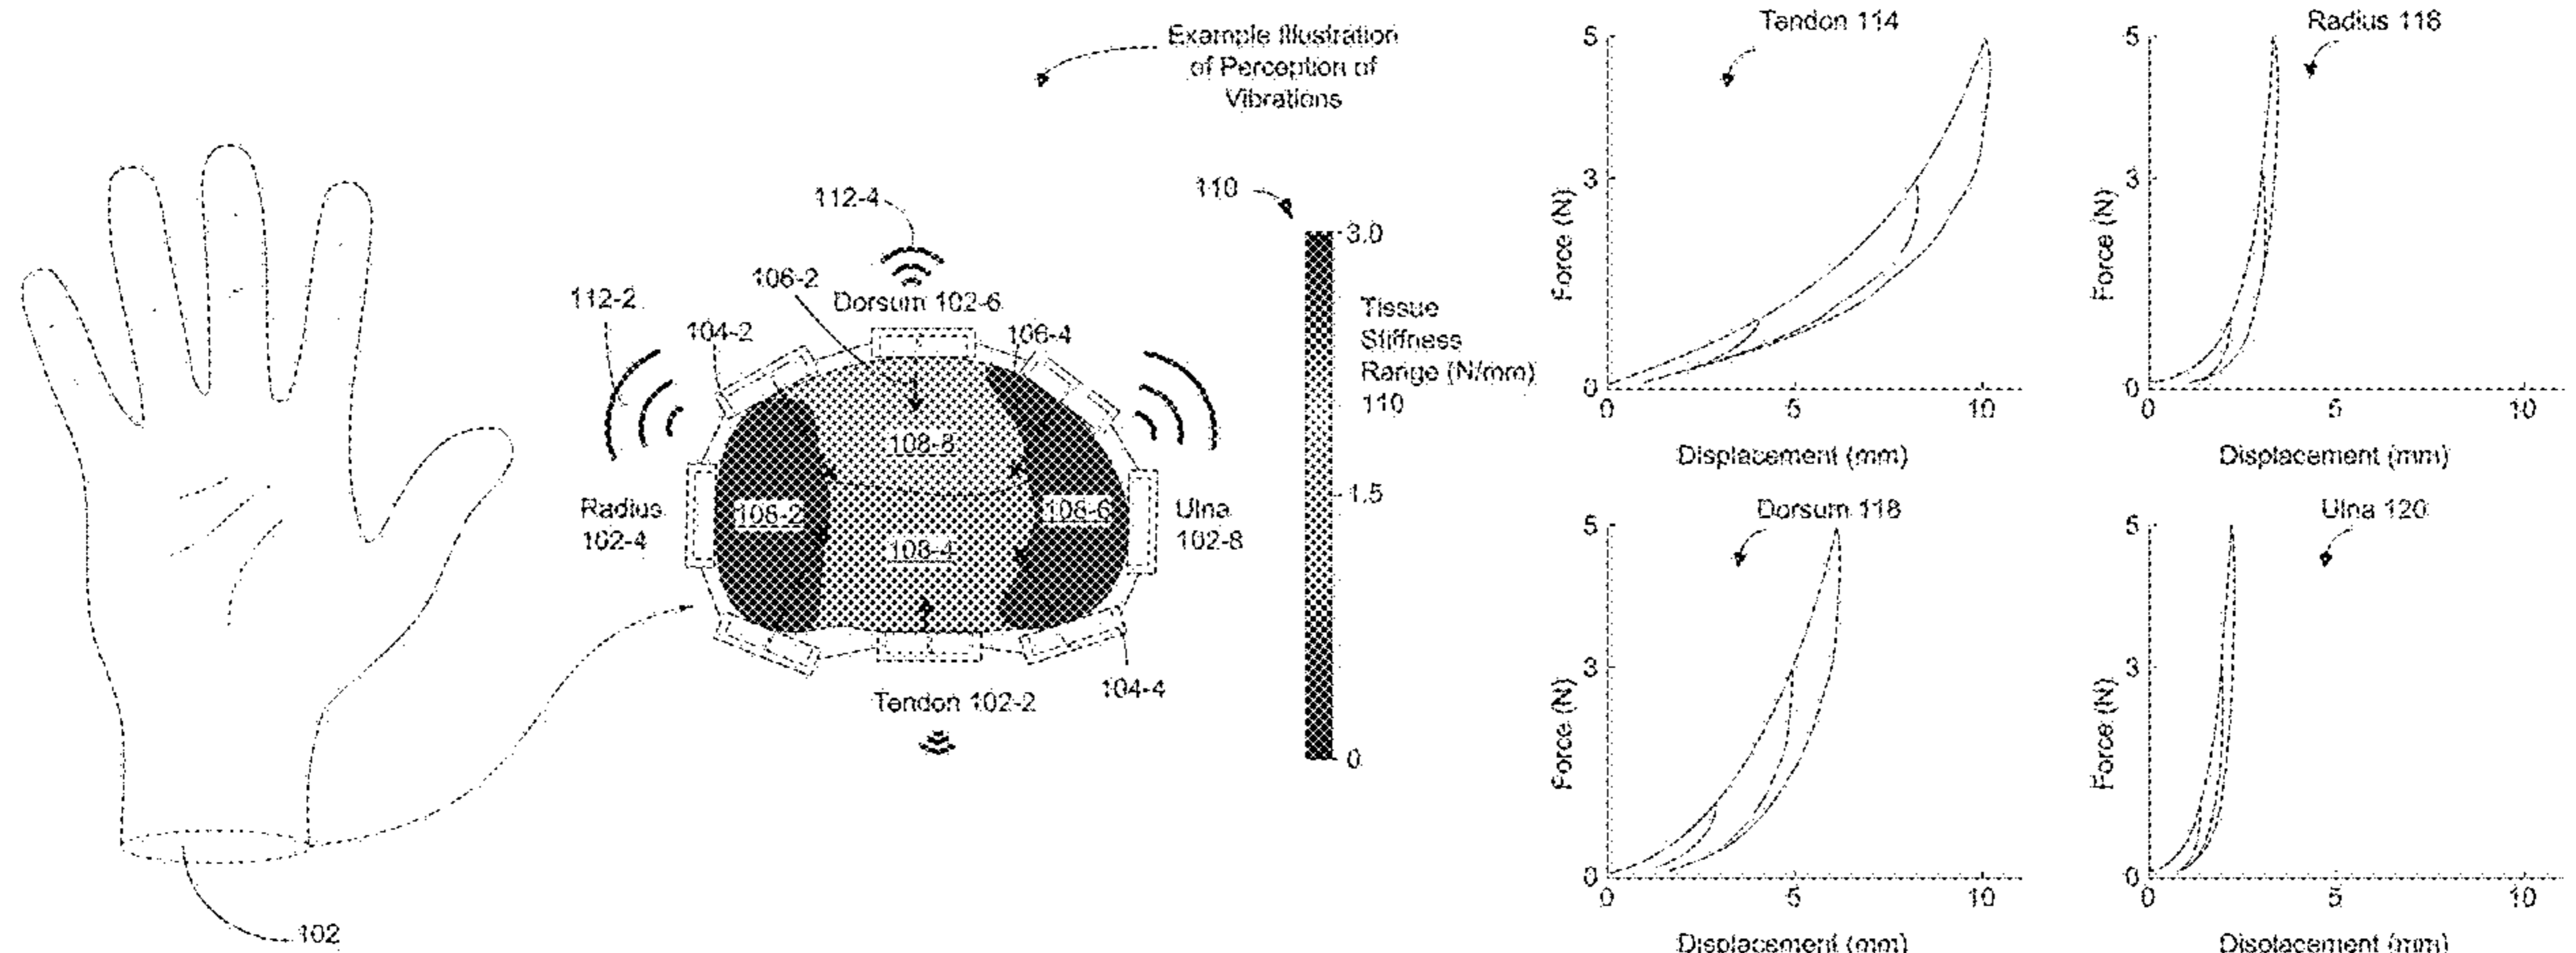 Example Illustration
of Perception of
Vibrations
112-4
110
106-2
112-2
Dorsum 102-6
104-2
106-4
3.0
Tissue
Stiffness
Range (N/mm)
110
1.5
0
108-8
108-2
108-6
108-4
Radius
102-4
Ulna
102-8
Tendon 102-2
104-4
102
Tendon 114
5
3
0
Force (N)
0 5 10
Displacement (mm)
Radius 116
5
3
0
Force (N)
0 5 10
Displacement (mm)
Dorsum 118
5
3
0
Force (N)
0 5 10
Displacement (mm)
Ulna 120
5
3
0
Force (N)
0 5 10
Displacement (mm)